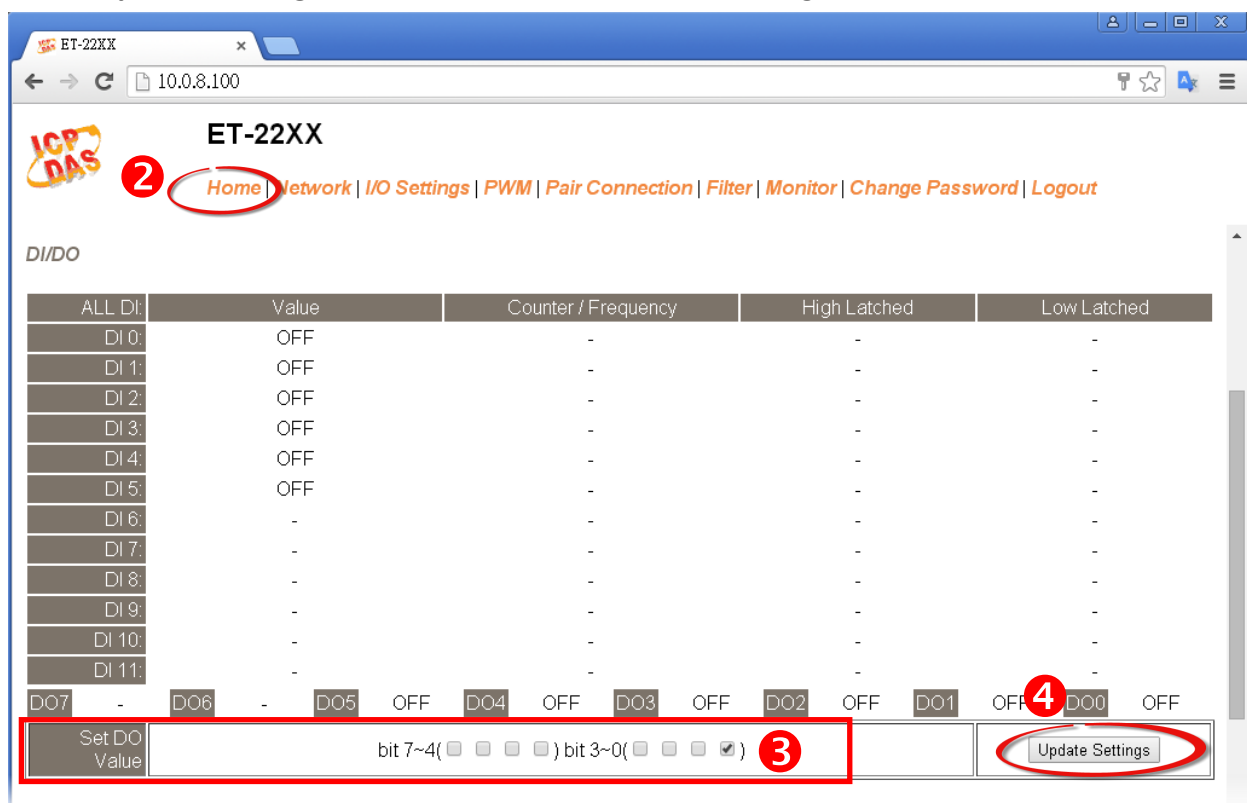 ET-22XX
10.0.8.100
ICP DAS
ET-22XX
2
Home | Network | I/O Settings | PWM | Pair Connection | Filter | Monitor | Change Password | Logout
DI/DO
ALL DI: Value Counter / Frequency High Latched Low Latched
DI 0: OFF - - -
DI 1: OFF - - -
DI 2: OFF - - -
DI 3: OFF - - -
DI 4: OFF - - -
DI 5: OFF - - -
DI 6: - - - -
DI 7: - - - -
DI 8: - - - -
DI 9: - - - -
DI 10: - - - -
DI 11: - - - -
DO7 - DO6 - DO5 OFF DO4 OFF DO3 OFF DO2 OFF DO1 OFF 4 DO0 OFF
Set DO Value bit 7~4( ) bit 3~0( ) 3 Update Settings